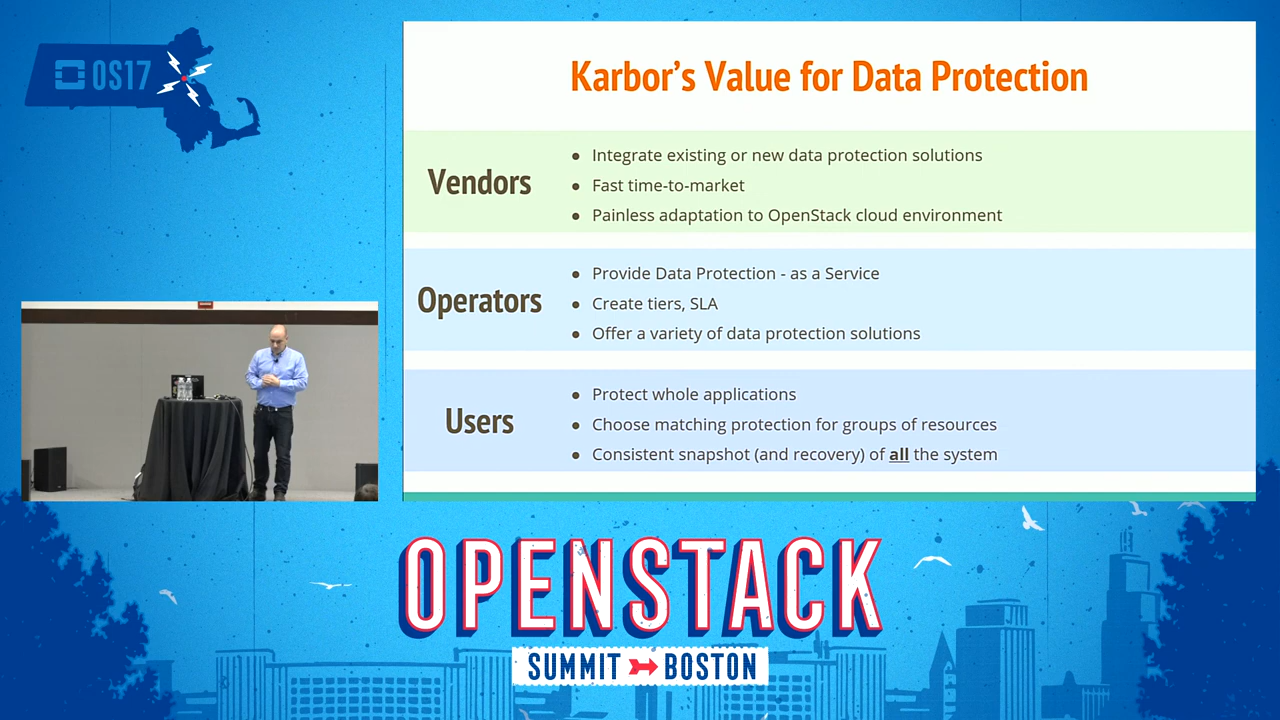 OS17
Karbor's Value for Data Protection
Vendors
● Integrate existing or new data protection solutions
● Fast time-to-market
● Painless adaptation to OpenStack cloud environment
Operators
● Provide Data Protection - as a Service
● Create tiers, SLA
● Offer a variety of data protection solutions
Users
● Protect whole applications
● Choose matching protection for groups of resources
● Consistent snapshot (and recovery) of all the system
OPENSTACK
SUMMIT BOSTON